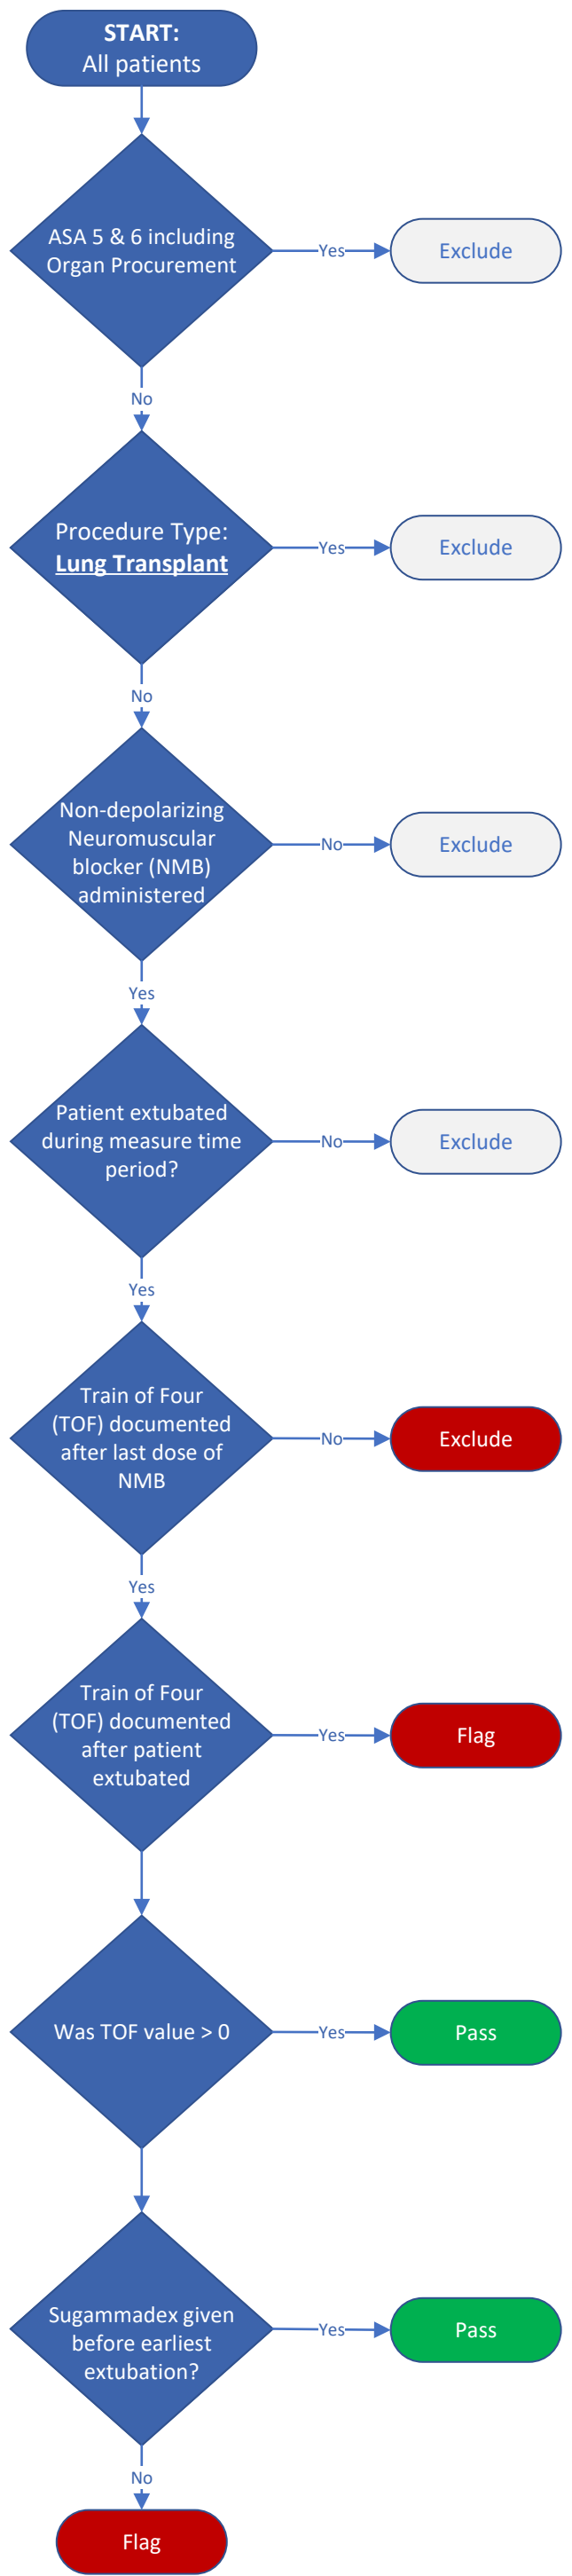 START:
All patients
ASA 5 & 6 including
Organ Procurement
Yes
Exclude
No
Procedure Type:
Lung Transplant
Yes
Exclude
No
Non-depolarizing
Neuromuscular
blocker (NMB)
administered
No
Exclude
Yes
Patient extubated
during measure time
period?
No
Exclude
Yes
Train of Four
(TOF) documented
after last dose of
NMB
No
Exclude
Yes
Train of Four
(TOF) documented
after patient
extubated
Yes
Flag
Was TOF value > 0
Yes
Pass
Sugammadex given
before earliest
extubation?
Yes
Pass
No
Flag